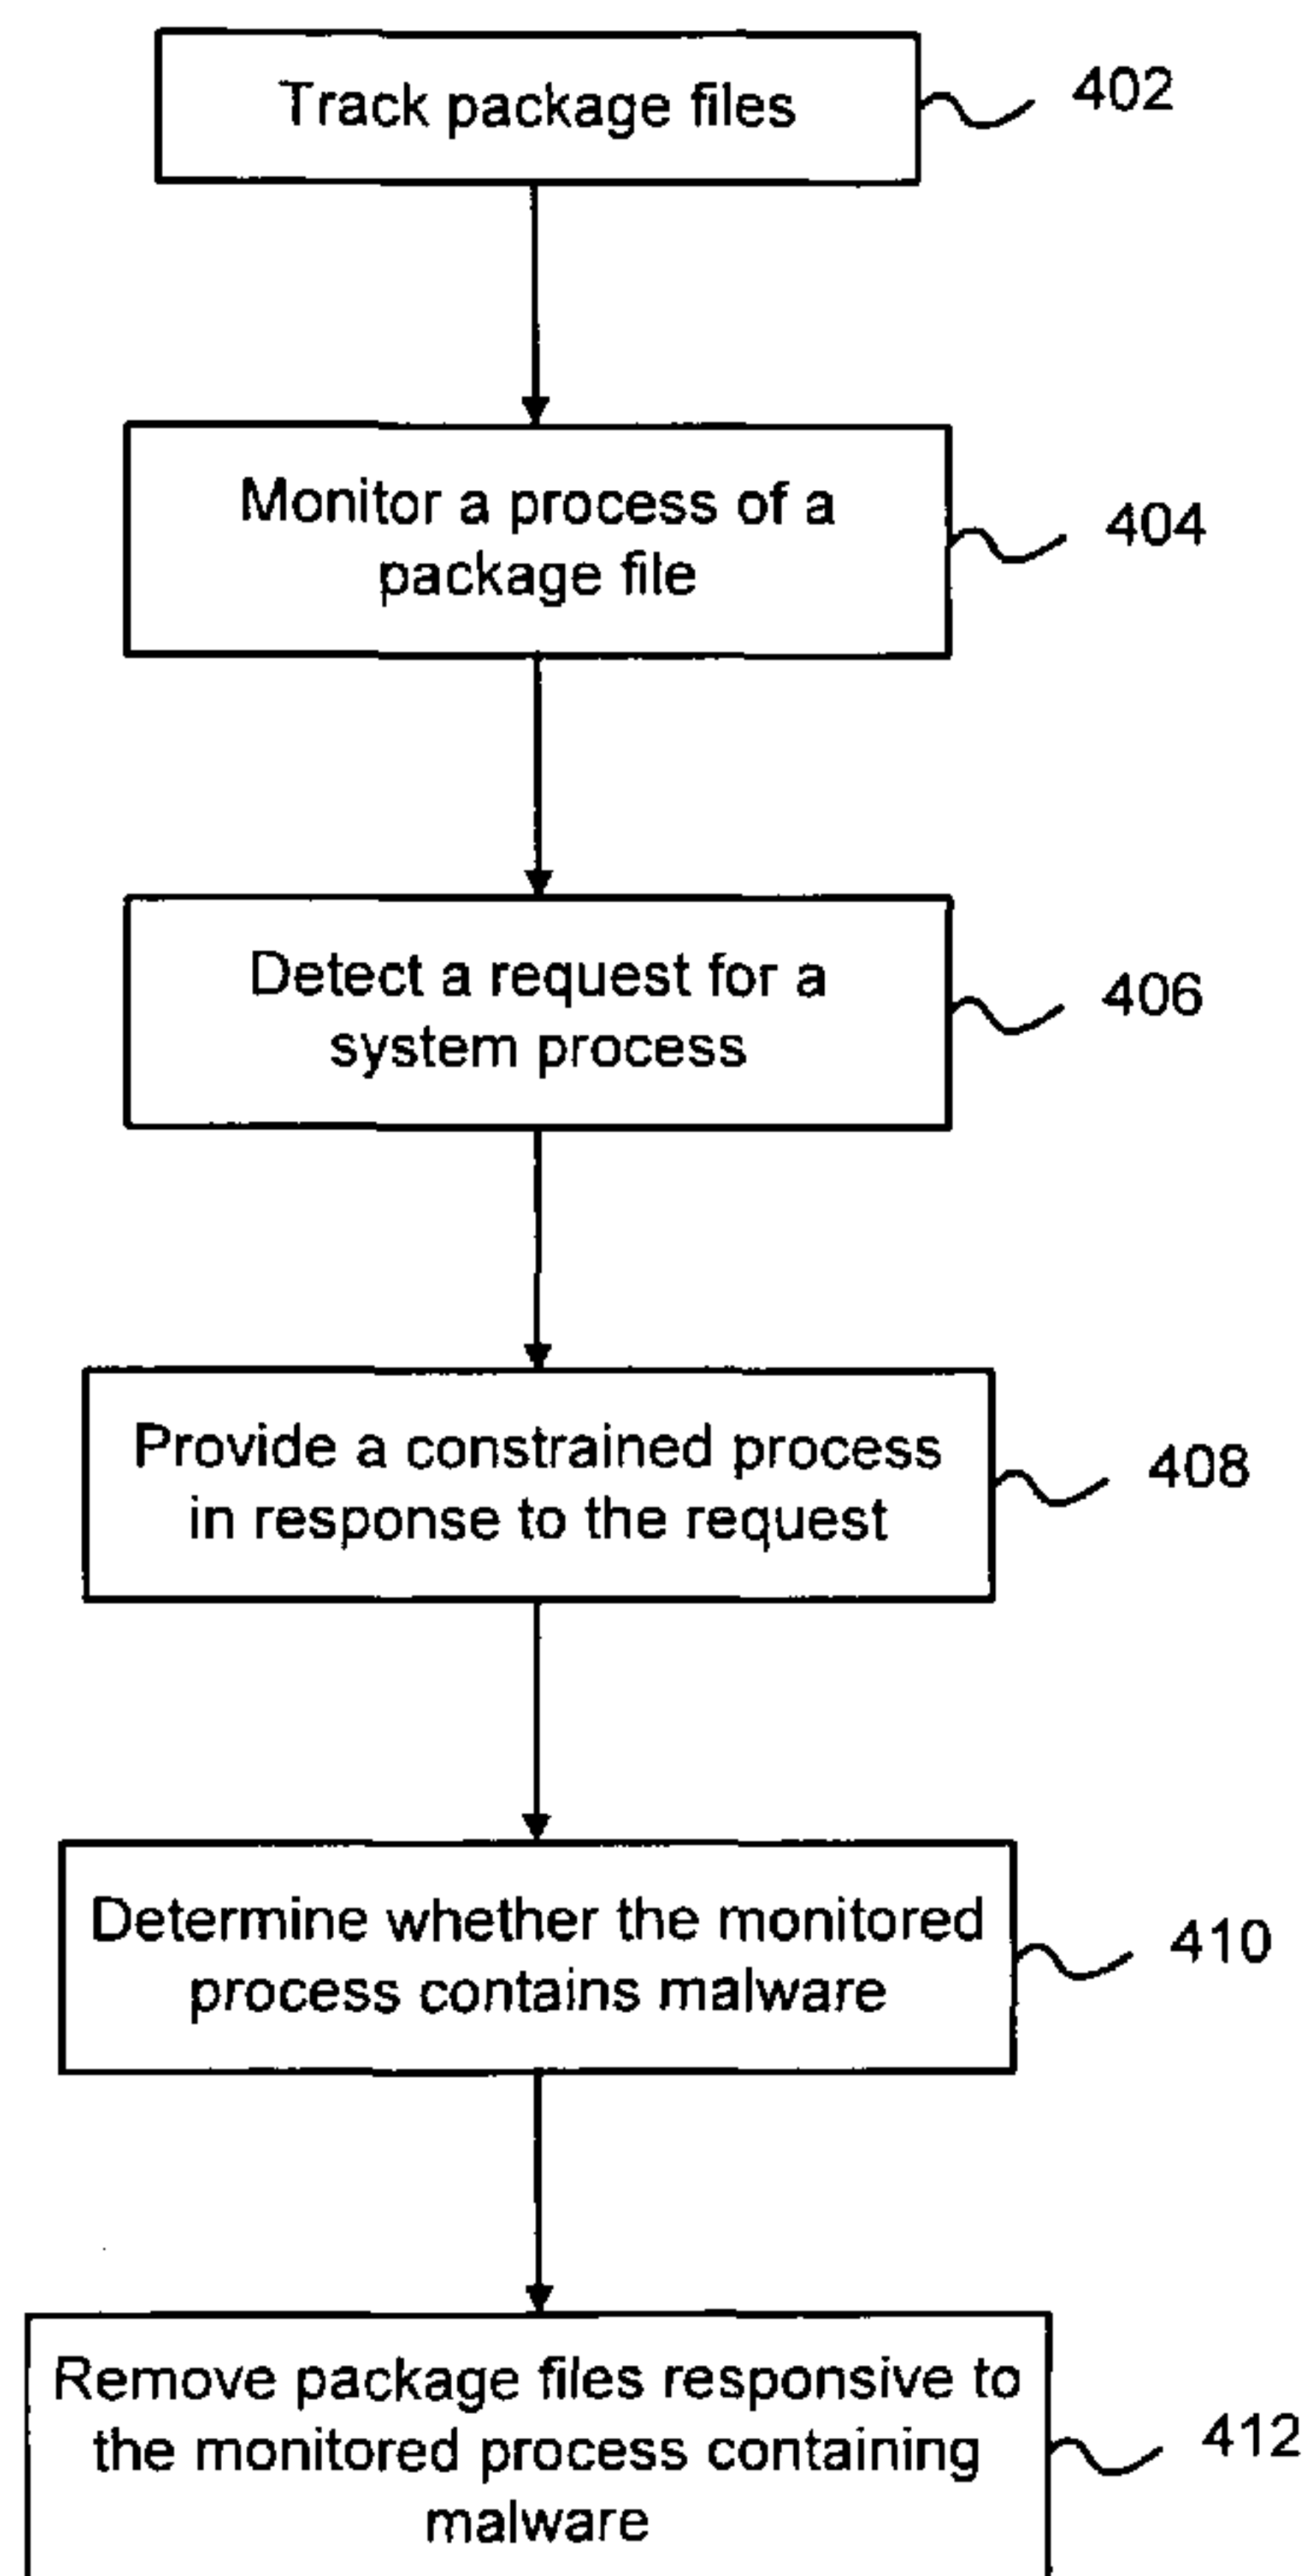 Track package files
402
Monitor a process of a
package file
404
Detect a request for a
system process
406
Provide a constrained process
in response to the request
408
Determine whether the monitored
process contains malware
410
Remove package files responsive to
the monitored process containing
malware
412